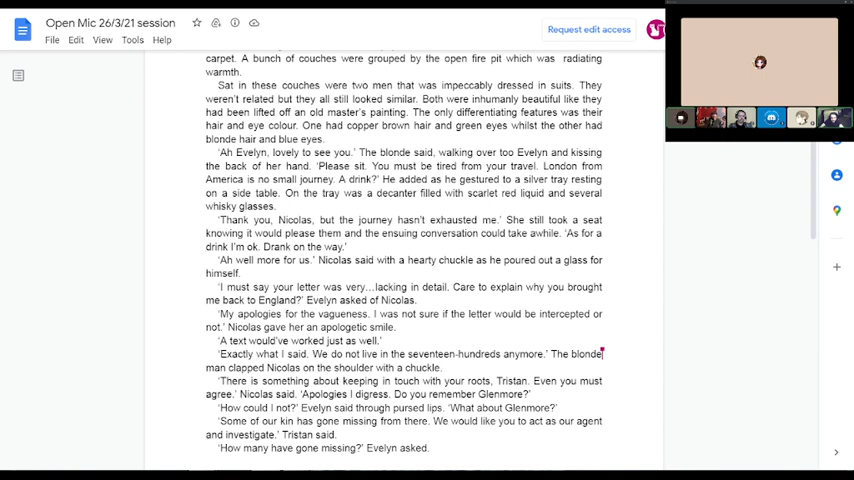 Open Mic 26/3/21 session
File Edit View Tools Help
Request edit access
carpet. A bunch of couches were grouped by the open fire pit which was radiating
warmth.
Sat in these couches were two men that was impeccably dressed in suits. They
weren't related but they all still looked similar. Both were inhumanly beautiful like they
had been lifted off an old master's painting. The only differentiating features was their
hair and eye colour. One had copper brown hair and green eyes whilst the other had
blonde hair and blue eyes.
'Ah Evelyn, lovely to see you.' The blonde said, walking over too Evelyn and kissing
the back of her hand. 'Please sit. You must be tired from your travel. London from
America is no small journey. A drink?' He added as he gestured to a silver tray resting
on a side table. On the tray was a decanter filled with scarlet red liquid and several
whisky glasses.
'Thank you, Nicolas, but the journey hasn't exhausted me.' She still took a seat
knowing it would please them and the ensuing conversation could take awhile. 'As for a
drink I'm ok. Drank on the way.'
'Ah well more for us.' Nicolas said with a hearty chuckle as he poured out a glass for
himself.
'I must say your letter was very…lacking in detail. Care to explain why you brought
me back to England?' Evelyn asked of Nicolas.
'My apologies for the vagueness. I was not sure if the letter would be intercepted or
not.' Nicolas gave her an apologetic smile.
'A text would've worked just as well.'
'Exactly what I said. We do not live in the seventeen-hundreds anymore.' The blonde
man clapped Nicolas on the shoulder with a chuckle.
'There is something about keeping in touch with your roots, Tristan. Even you must
agree.' Nicolas said. 'Apologies I digress. Do you remember Glenmore?'
'How could I not?' Evelyn said through pursed lips. 'What about Glenmore?'
'Some of our kin has gone missing from there. We would like you to act as our agent
and investigate.' Tristan said.
'How many have gone missing?' Evelyn asked.